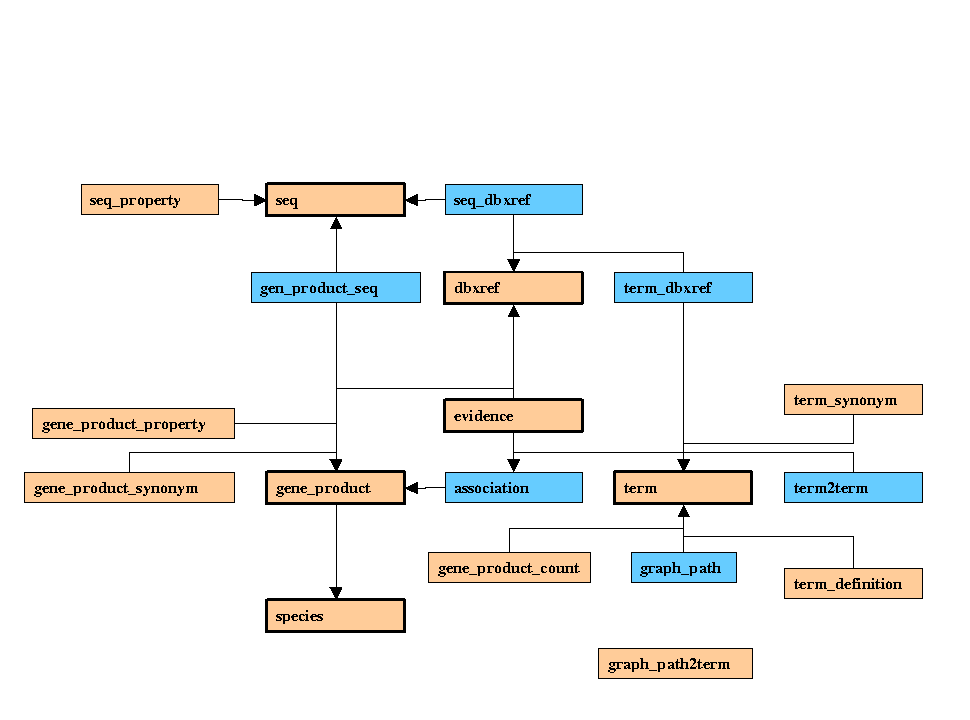 seq_property
seq
seq_dbxref
gen_product_seq
dbxref
term_dbxref
term_synonym
evidence
gene_product_property
gene_product_synonym
gene_product
association
term
term2term
gene_product_count
graph_path
term_definition
species
graph_path2term